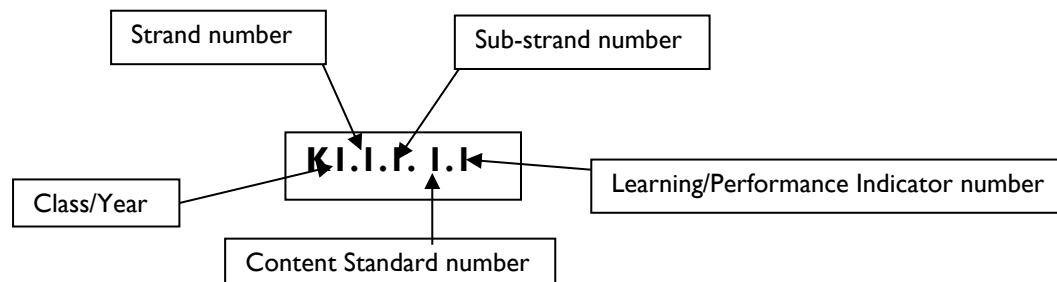 Strand number
Sub-strand number
K1.1.1. 1.1
Learning/Performance Indicator number
Class/Year
Content Standard number